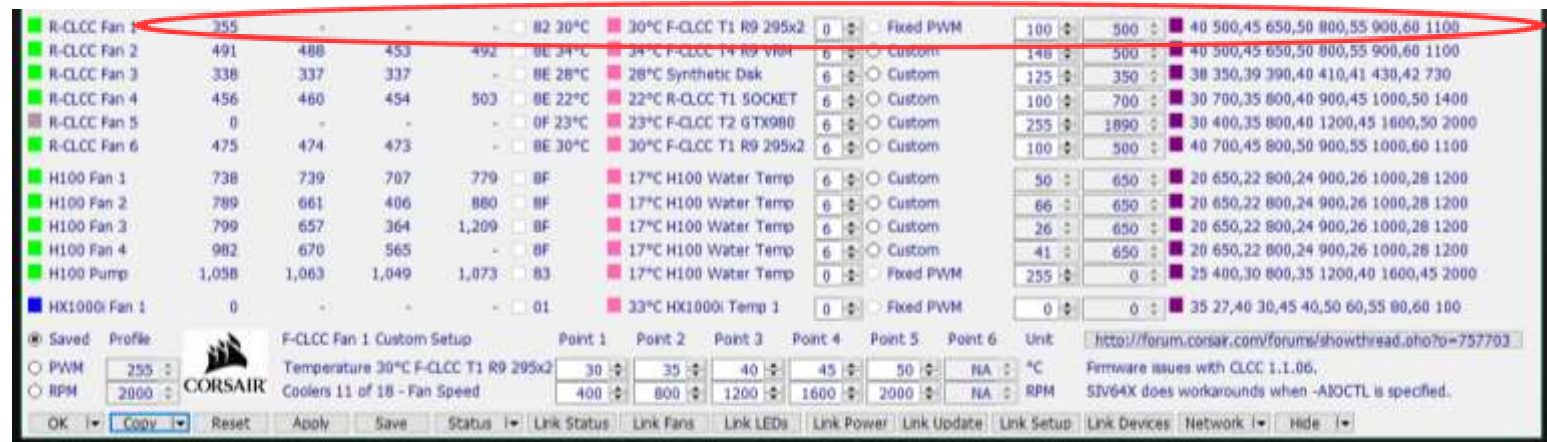 R-CLCC Fan 1 355 - - - 82 30°C 30°C F-CLCC T1 R9 295x2 0 Fixed PWM 100 500 40 500,45 650,50 800,55 900,60 1100
R-CLCC Fan 2 491 488 453 492 8E 34°C 34°C F-CLCC T4 R9 VRM 6 Custom 148 500 40 500,45 650,50 800,55 900,60 1100
R-CLCC Fan 3 338 337 337 - 8E 28°C 28°C Synthetic Disk 6 Custom 125 350 38 350,39 390,40 410,41 430,42 730
R-CLCC Fan 4 456 460 454 503 8E 22°C 22°C R-CLCC T1 SOCKET 6 Custom 100 700 30 700,35 800,40 900,45 1000,50 1400
R-CLCC Fan 5 0 - - - 0F 23°C 23°C F-CLCC T2 GTX980 6 Custom 255 1890 30 400,35 800,40 1200,45 1600,50 2000
R-CLCC Fan 6 475 474 473 - 8E 30°C 30°C F-CLCC T1 R9 295x2 6 Custom 100 500 40 700,45 800,50 900,55 1000,60 1100
H100 Fan 1 738 739 707 779 8F 17°C H100 Water Temp 6 Custom 50 650 20 650,22 800,24 900,26 1000,28 1200
H100 Fan 2 789 661 406 880 8F 17°C H100 Water Temp 6 Custom 66 650 20 650,22 800,24 900,26 1000,28 1200
H100 Fan 3 799 657 364 1,209 8F 17°C H100 Water Temp 6 Custom 26 650 20 650,22 800,24 900,26 1000,28 1200
H100 Fan 4 982 670 565 - 8F 17°C H100 Water Temp 6 Custom 41 650 20 650,22 800,24 900,26 1000,28 1200
H100 Pump 1,058 1,063 1,049 1,073 83 17°C H100 Water Temp 0 Fixed PWM 255 0 25 400,30 800,35 1200,40 1600,45 2000
HX1000i Fan 1 0 - - - 01 33°C HX1000i Temp 1 0 Fixed PWM 0 0 35 27,40 30,45 40,50 60,55 80,60 100
Saved Profile F-CLCC Fan 1 Custom Setup Point 1 Point 2 Point 3 Point 4 Point 5 Point 6 Unit http://forum.corsair.com/forums/showthread.php?p=757703
PWM 255 CORSAIR Temperature 30°C F-CLCC T1 R9 295x2 30 35 40 45 50 NA °C Firmware issues with CLCC 1.1.06.
RPM 2000 Coolers 11 of 18 - Fan Speed 400 800 1200 1600 2000 NA RPM SIV64X does workarounds when -AIOCTL is specified.
OK Copy Reset Apply Save Status Link Status Link Fans Link LEDs Link Power Link Update Link Setup Link Devices Network Hide